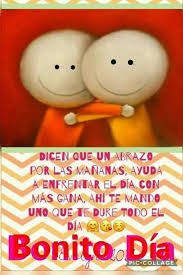 DICEN QUE UN ABRAZO
POR LAS MAÑANAS, AYUDA
A ENFRENTAR EL DÍA CON
MÁS GANA, AHÍ TE MANDO
UNO QUE TE DURE TODO EL
DÍA 😊😘😊
Bonito Día
PIC•COLLAGE